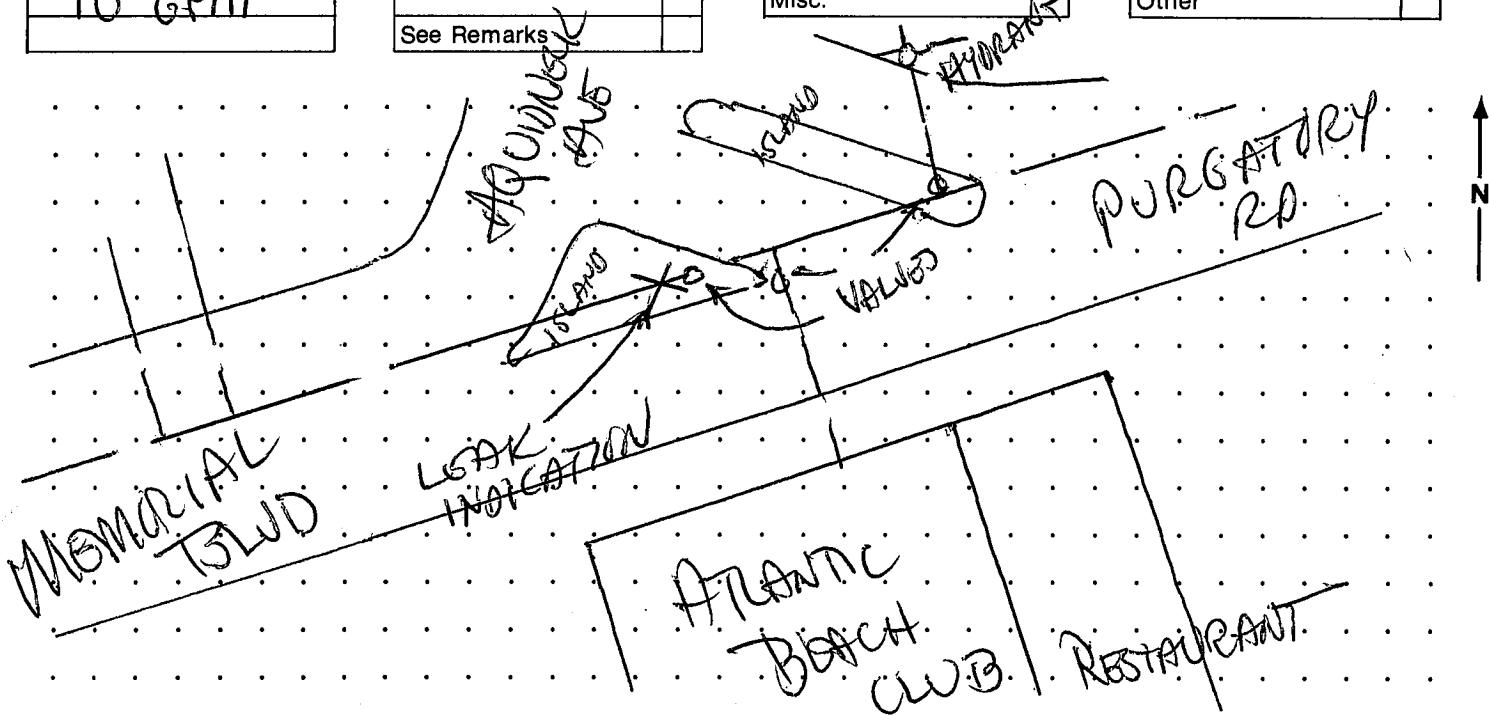 10 GPM
See Remarks
Misc.
Other
HYDRANT
AQUIDNECK
AVE
ISLAND
PURGATORY
RD.
N
ISLAND
VALVES
LEAK
INDICATION
MEMORIAL
BLVD
ATLANTIC
BEACH
CLUB
RESTAURANT